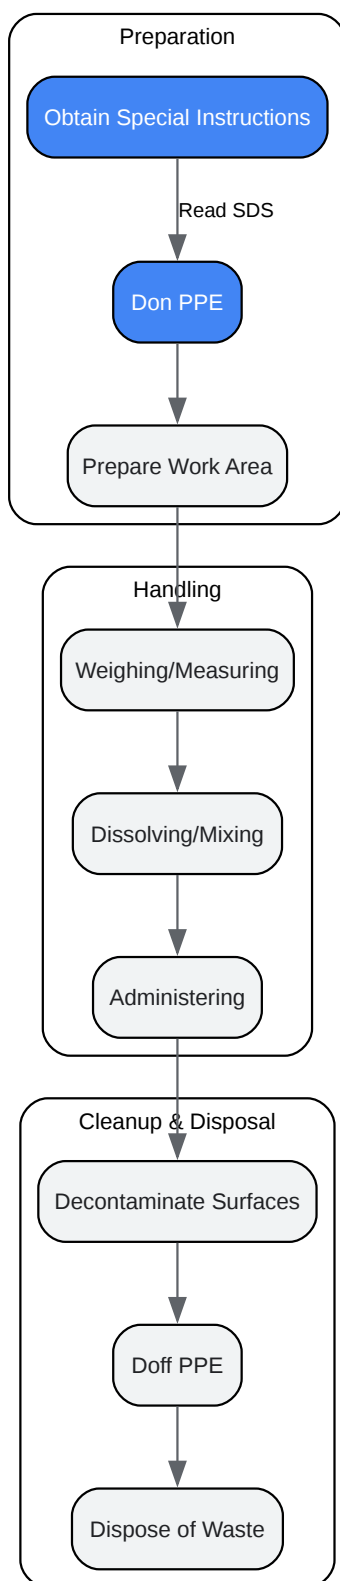 Preparation
Obtain Special Instructions
Read SDS
Don PPE
Prepare Work Area
Handling
Weighing/Measuring
Dissolving/Mixing
Administering
Cleanup & Disposal
Decontaminate Surfaces
Doff PPE
Dispose of Waste